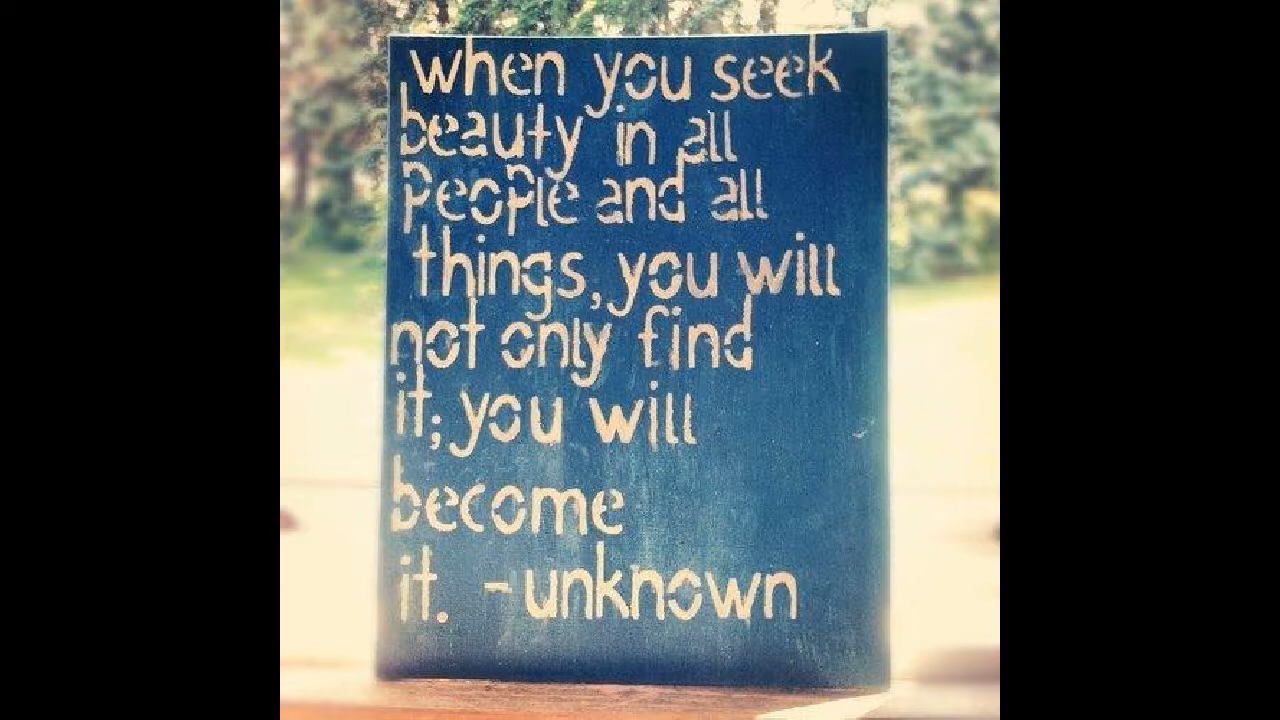 when you seek
beauty in all
people and all
things, you will
not only find
it; you will
become
it. - unknown